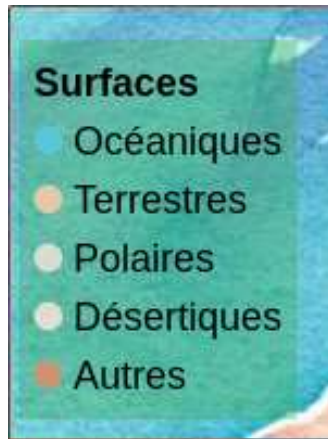 Surfaces
Océaniques
Terrestres
Polaires
Désertiques
Autres